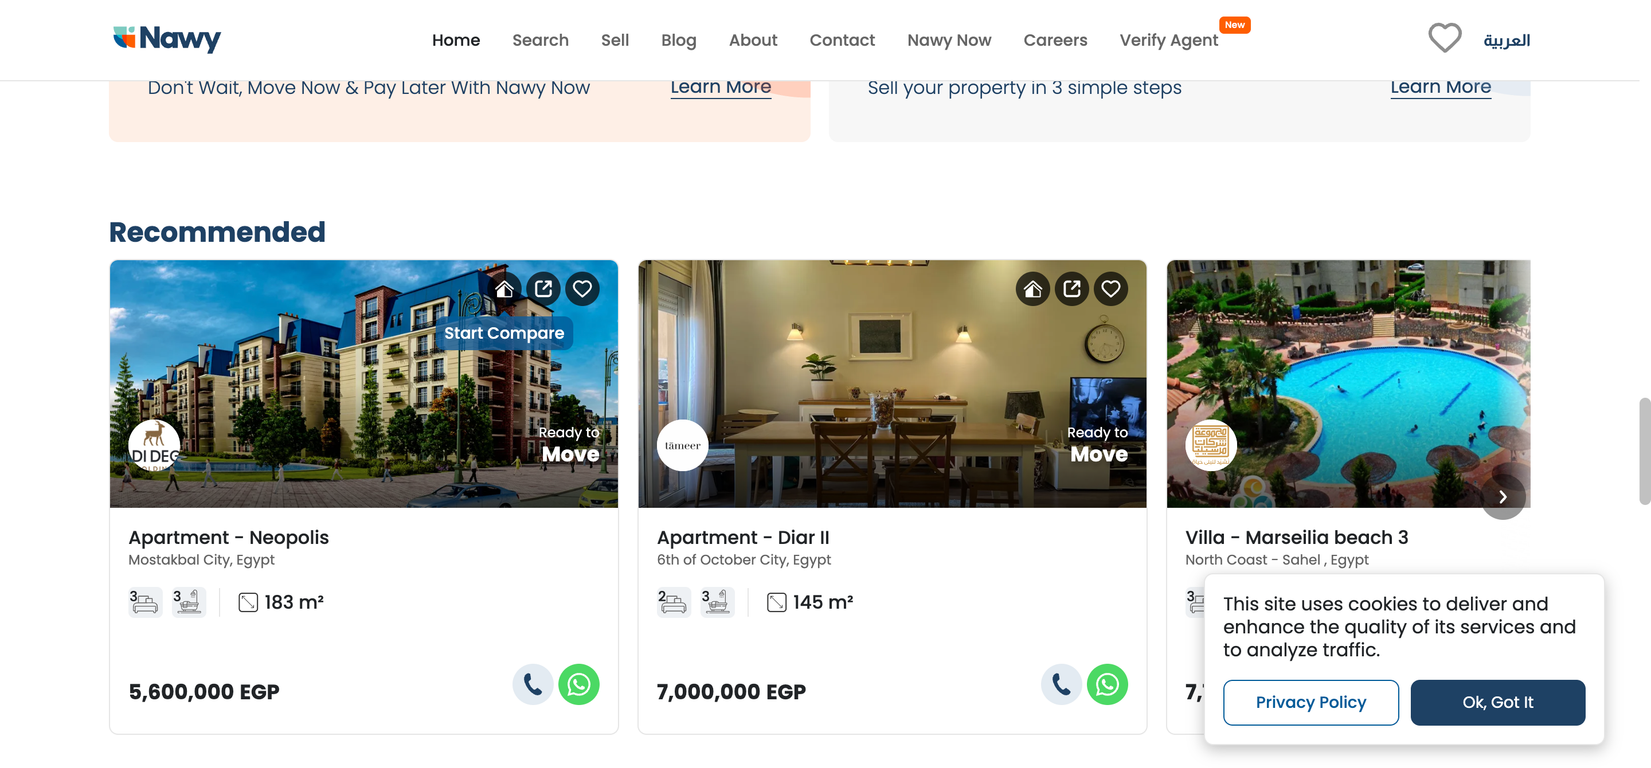 Nawy
Home
Search
Sell
Blog
About
Contact
Nawy Now
Careers
Verify Agent
New
العربية
Don't Wait, Move Now & Pay Later With Nawy Now
Learn More
Sell your property in 3 simple steps
Learn More
Recommended
Start Compare
DI DEG
Ready to
Move
Apartment - Neopolis
Mostakbal City, Egypt
3
3
183 m²
5,600,000 EGP
tameer
Ready to
Move
Apartment - Diar II
6th of October City, Egypt
2
3
145 m²
7,000,000 EGP
مجموعة
شركات
مرسيليا
Villa - Marseilia beach 3
North Coast - Sahel , Egypt
3
7,
This site uses cookies to deliver and
enhance the quality of its services and
to analyze traffic.
Privacy Policy
Ok, Got It